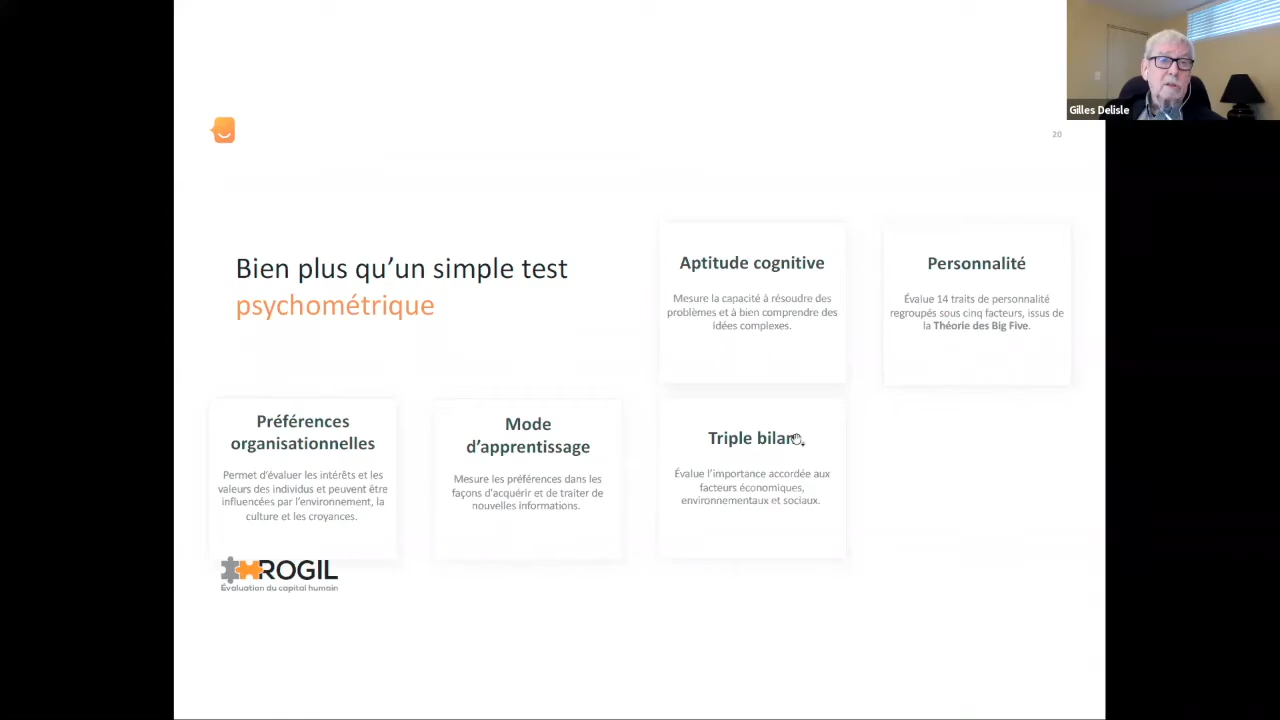 Gilles Delisle
20
Bien plus qu’un simple test
psychométrique
Aptitude cognitive
Mesure la capacité à résoudre des
problèmes et à bien comprendre des
idées complexes.
Personnalité
Évalue 14 traits de personnalité
regroupés sous cinq facteurs, issus de
la Théorie des Big Five.
Préférences
organisationnelles
Permet d’évaluer les intérêts et les
valeurs des individus et peuvent être
influencées par l’environnement, la
culture et les croyances.
Mode
d’apprentissage
Mesure les préférences dans les
façons d’acquérir et de traiter de
nouvelles informations.
Triple bilan
Évalue l’importance accordée aux
facteurs économiques,
environnementaux et sociaux.
ROGIL
Évaluation du capital humain